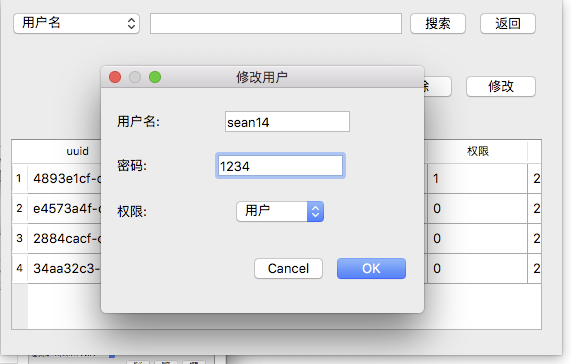 用户名 搜索 返回
除 修改
修改用户
用户名: sean14
密码: 1234
权限: 用户
Cancel OK
uuid 权限
1 4893e1cf- 1 2
2 e4573a4f- 0 2
3 2884cacf- 0 2
4 34aa32c3- 0 2